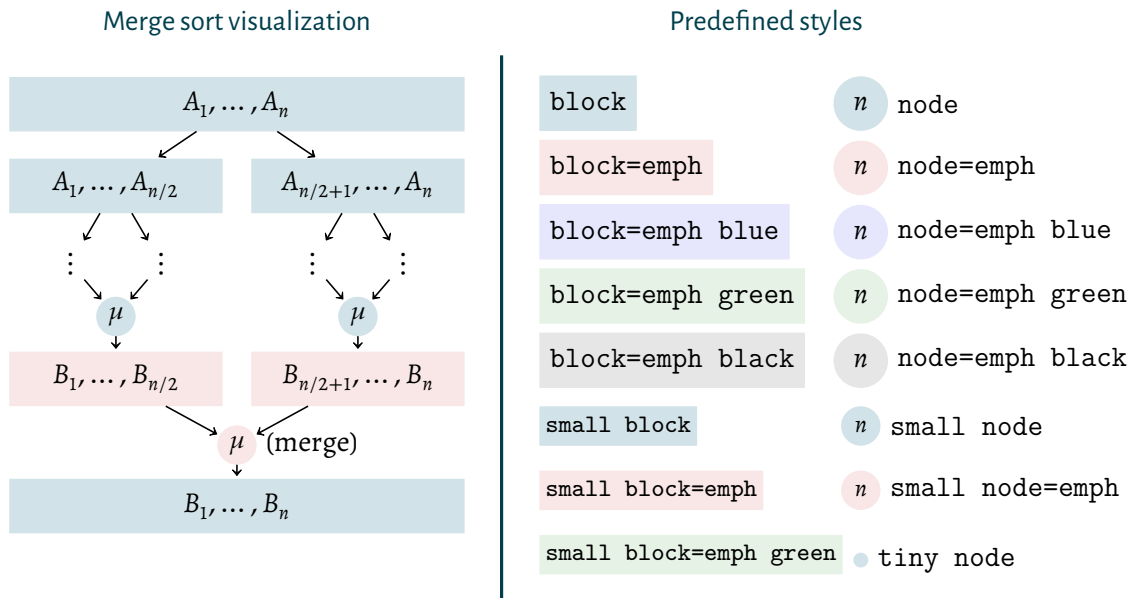 Merge sort visualization
A₁, … , Aₙ
A₁, … , Aₙ/₂ Aₙ/₂₊₁, … , Aₙ
⋮ ⋮ ⋮ ⋮
μ μ
B₁, … , Bₙ/₂ Bₙ/₂₊₁, … , Bₙ
μ (merge)
B₁, … , Bₙ
Predefined styles
block n node
block=emph n node=emph
block=emph blue n node=emph blue
block=emph green n node=emph green
block=emph black n node=emph black
small block n small node
small block=emph n small node=emph
small block=emph green tiny node